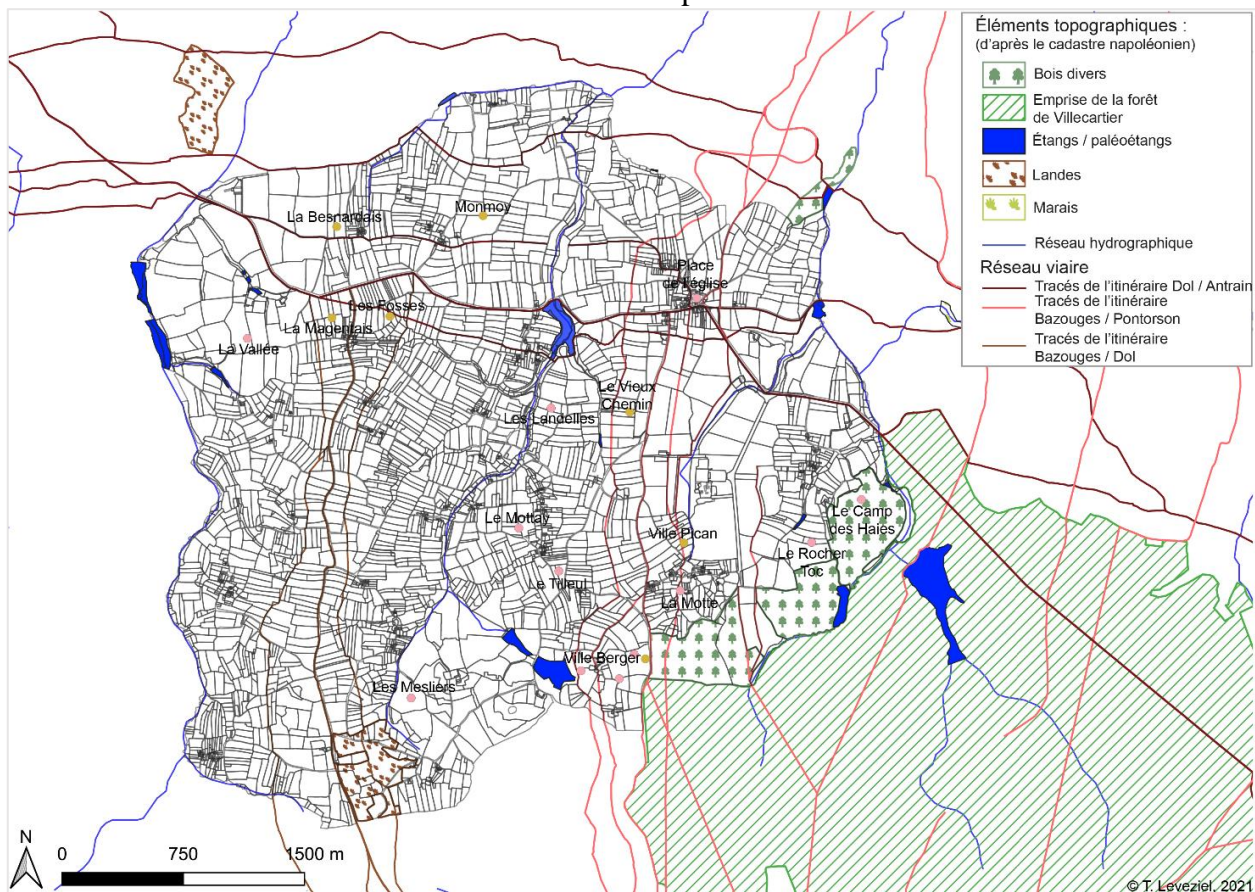 Éléments topographiques :
(d'après le cadastre napoléonien)
Bois divers
Emprise de la forêt
de Villecartier
Étangs / paléoétangs
Landes
Marais
Réseau hydrographique
Réseau viaire
Tracés de l'itinéraire Dol / Antrain
Tracés de l'itinéraire
Bazouges / Pontorson
Tracés de l'itinéraire
Bazouges / Dol
La Besnardais
Monmoy
Place
de l'église
Les Fosses
La Magentais
La Vallée
Le Vieux
Chemin
Les Landelles
Le Camp
des Haies
Le Mottay
Ville Pican
Le Rocher
Toc
Le Tilleul
La Motte
Ville Berger
Les Mesliers
N
0 750 1500 m
© T. Leveziel, 2021